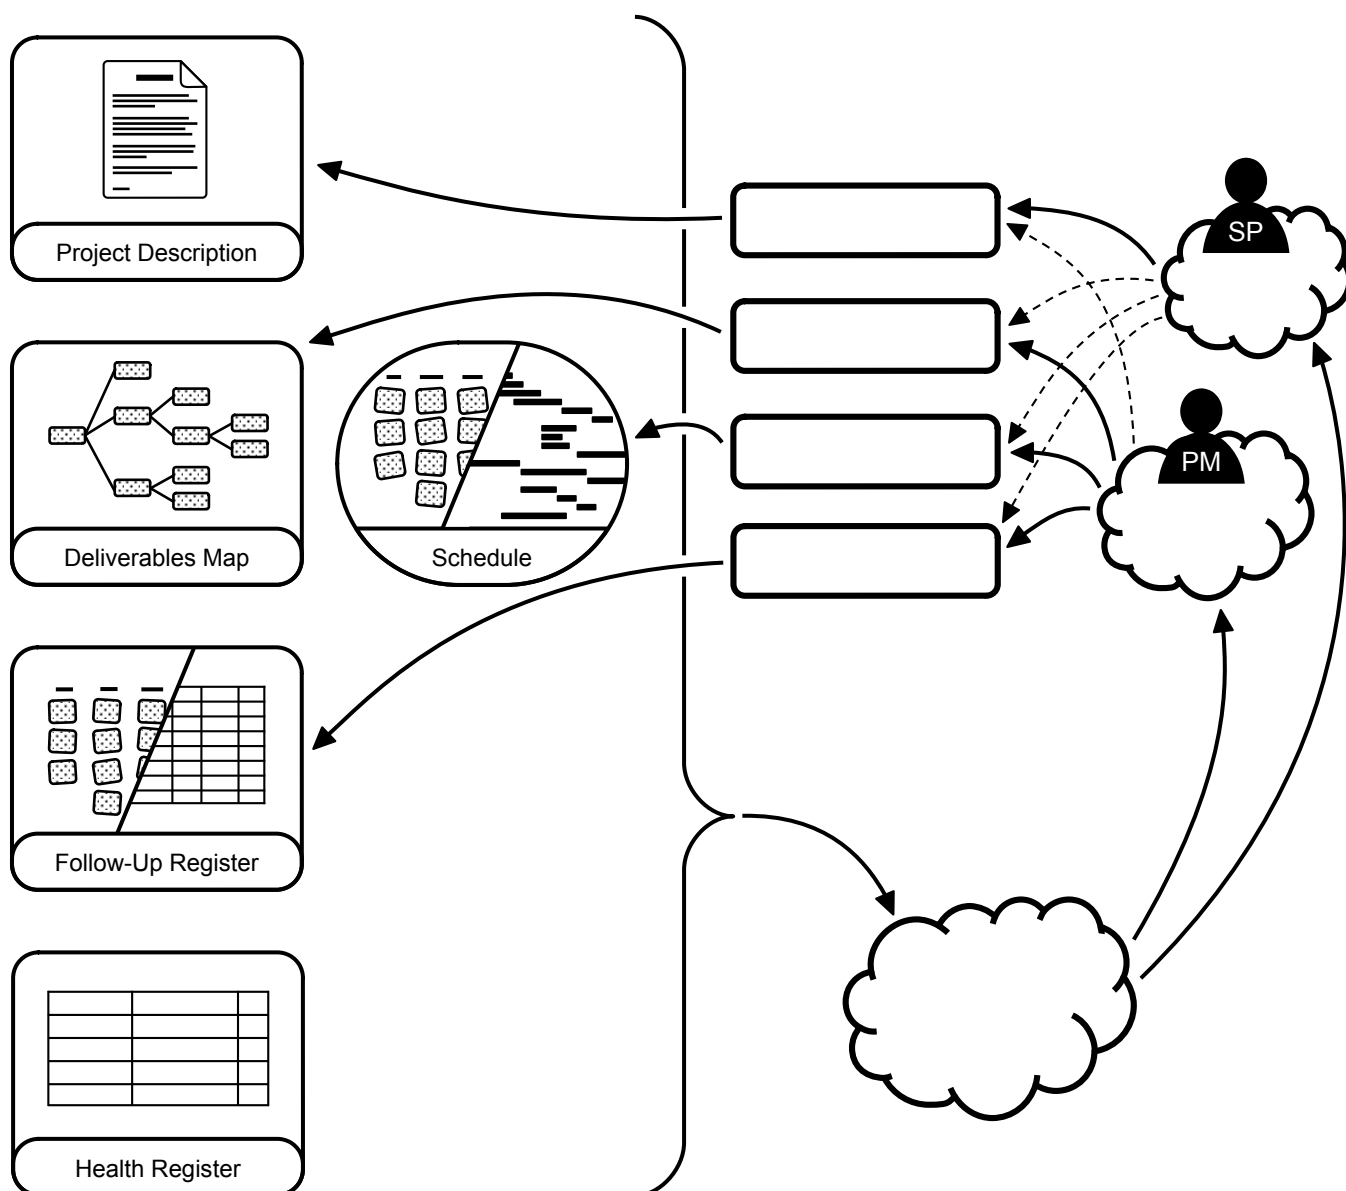 Project Description
SP
PM
Deliverables Map
Schedule
Follow-Up Register
Health Register